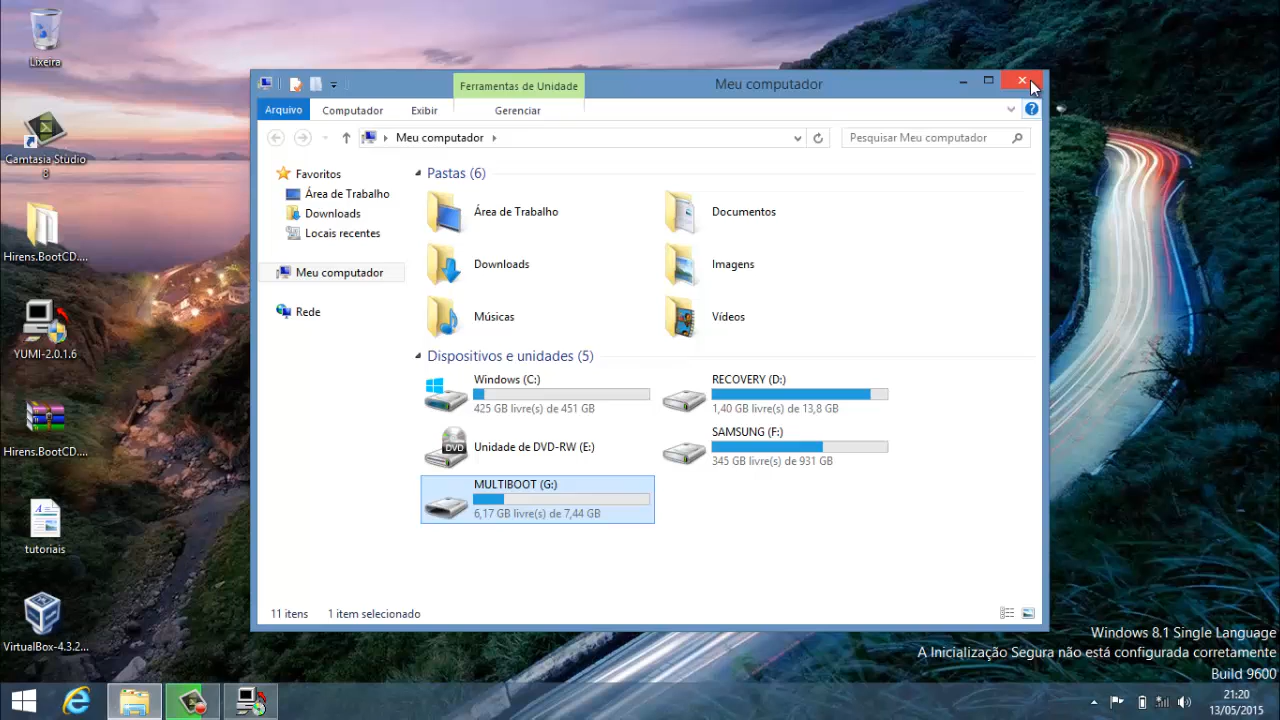 Lixeira
Camtasia Studio
8
Hirens.BootCD....
YUMI-2.0.1.6
Hirens.BootCD....
tutoriais
VirtualBox-4.3.2...
Ferramentas de Unidade
Meu computador
Arquivo
Computador
Exibir
Gerenciar
Meu computador
Pesquisar Meu computador
Favoritos
Área de Trabalho
Downloads
Locais recentes
Meu computador
Rede
Pastas (6)
Área de Trabalho
Documentos
Downloads
Imagens
Músicas
Vídeos
Dispositivos e unidades (5)
Windows (C:)
425 GB livre(s) de 451 GB
RECOVERY (D:)
1,40 GB livre(s) de 13,8 GB
DVD
Unidade de DVD-RW (E:)
SAMSUNG (F:)
345 GB livre(s) de 931 GB
MULTIBOOT (G:)
6,17 GB livre(s) de 7,44 GB
11 itens
1 item selecionado
Windows 8.1 Single Language
A Inicialização Segura não está configurada corretamente
Build 9600
21:20
13/05/2015